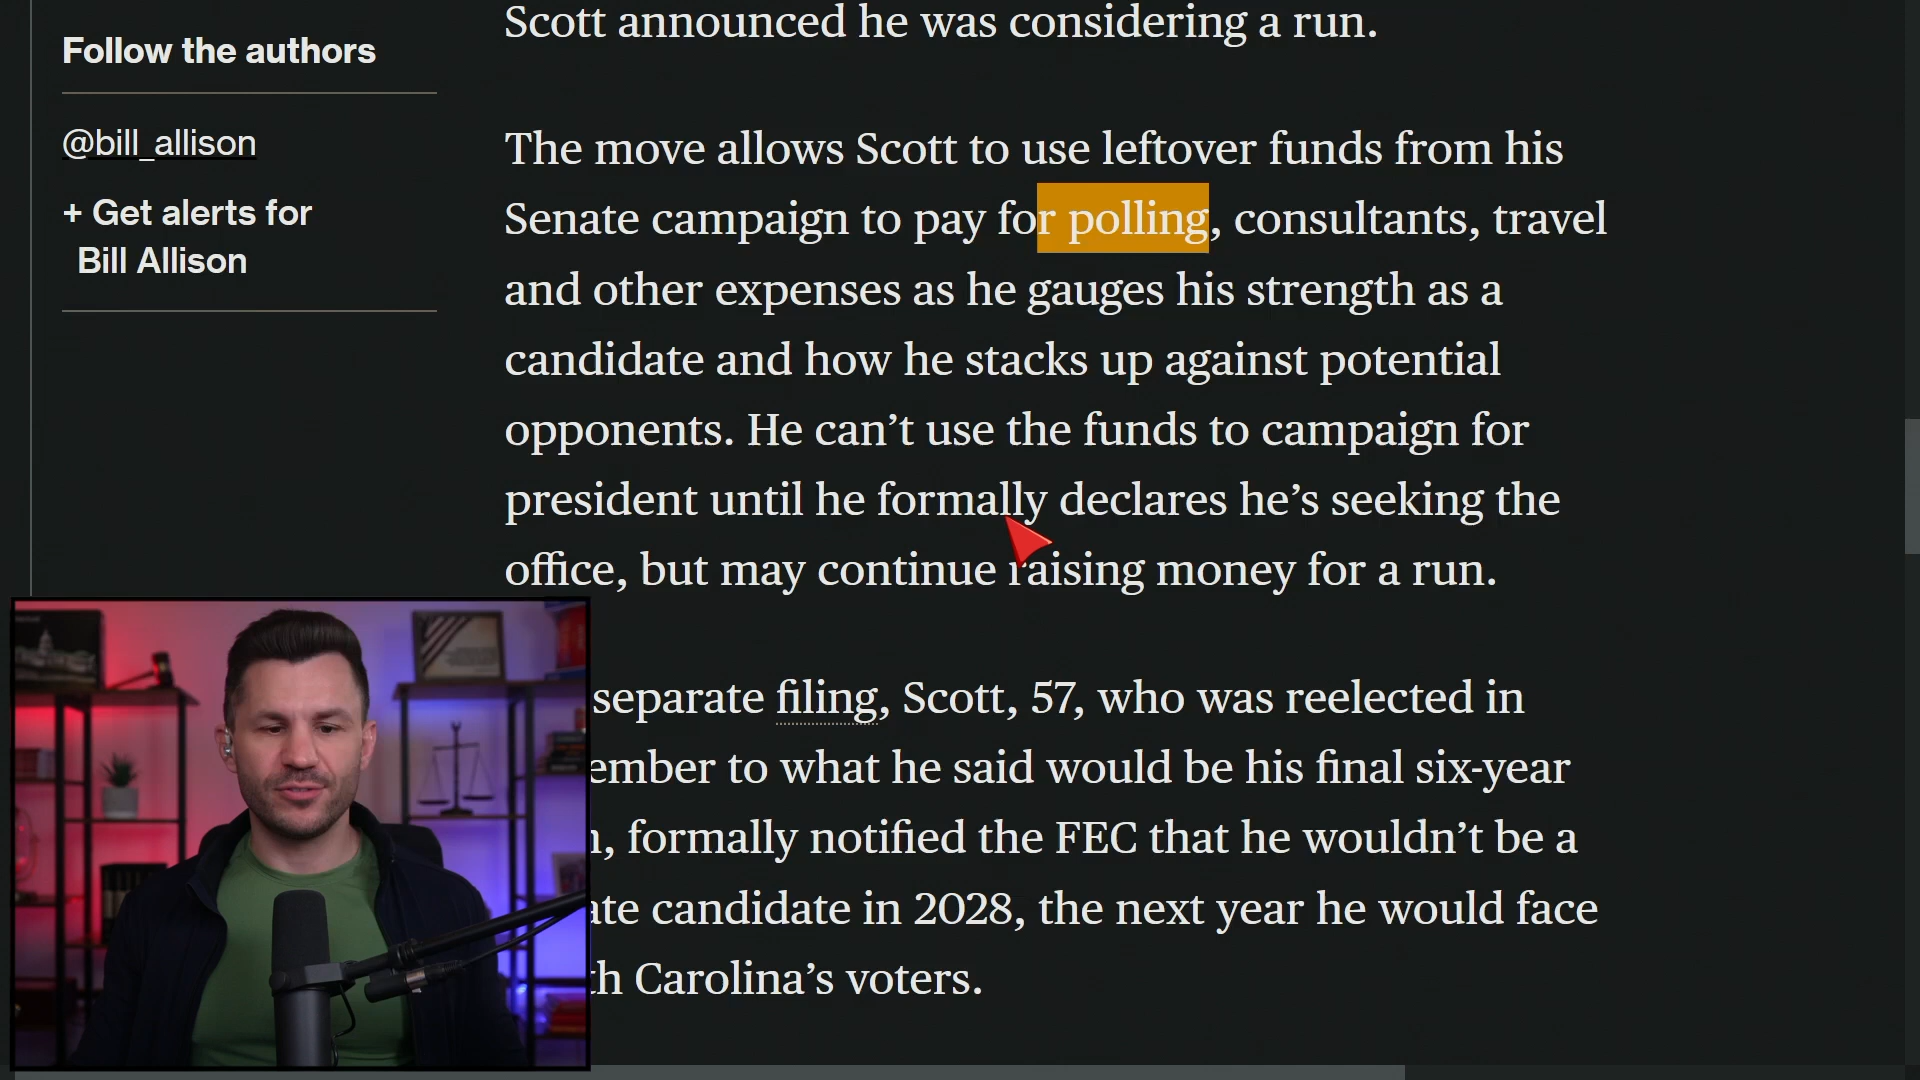 Follow the authors
@bill_allison
+ Get alerts for
Bill Allison
Scott announced he was considering a run.
The move allows Scott to use leftover funds from his
Senate campaign to pay for polling, consultants, travel
and other expenses as he gauges his strength as a
candidate and how he stacks up against potential
opponents. He can’t use the funds to campaign for
president until he formally declares he’s seeking the
office, but may continue raising money for a run.
separate filing, Scott, 57, who was reelected in
ember to what he said would be his final six-year
, formally notified the FEC that he wouldn’t be a
ate candidate in 2028, the next year he would face
th Carolina’s voters.